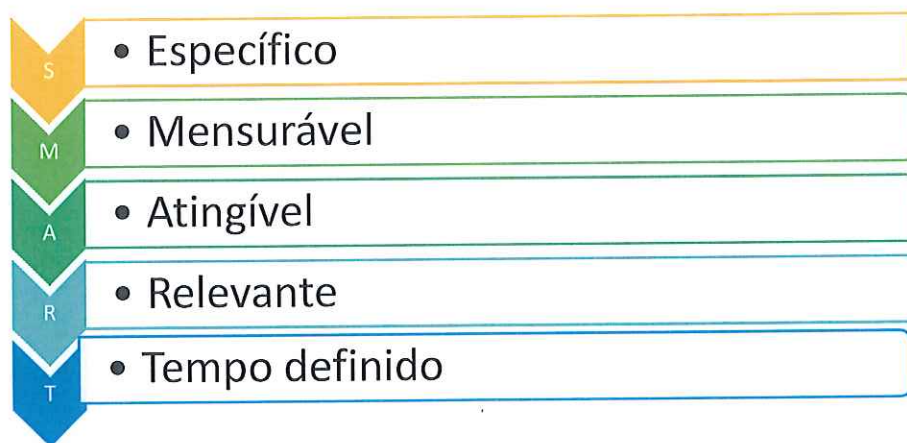 S
• Específico
M
• Mensurável
A
• Atingível
R
• Relevante
T
• Tempo definido